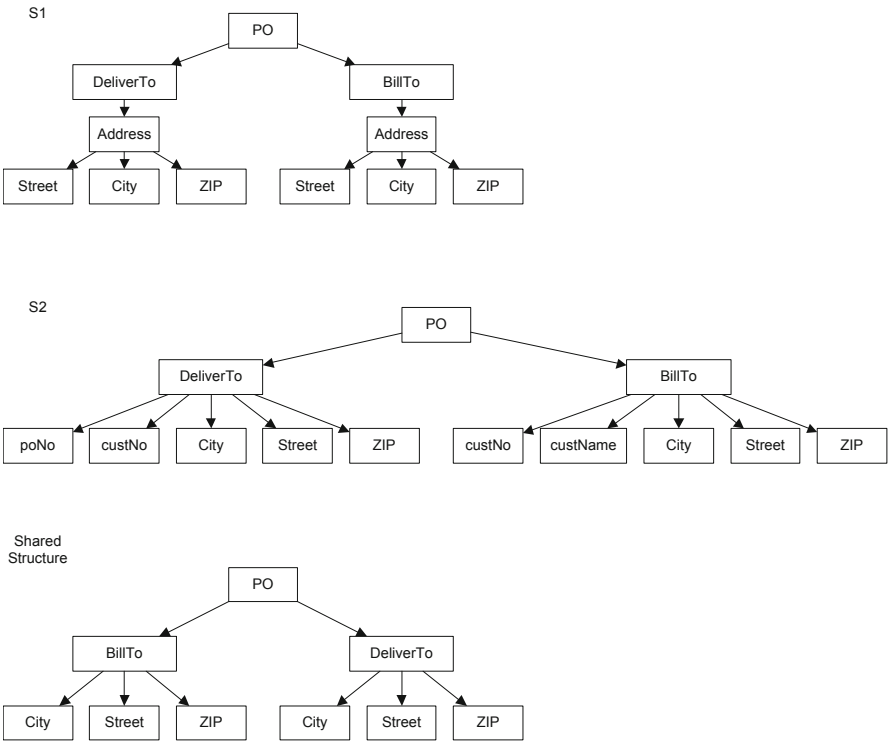 S1
PO
DeliverTo
BillTo
Address
Address
Street
City
ZIP
Street
City
ZIP
S2
PO
DeliverTo
BillTo
poNo
custNo
City
Street
ZIP
custNo
custName
City
Street
ZIP
Shared
Structure
PO
BillTo
DeliverTo
City
Street
ZIP
City
Street
ZIP